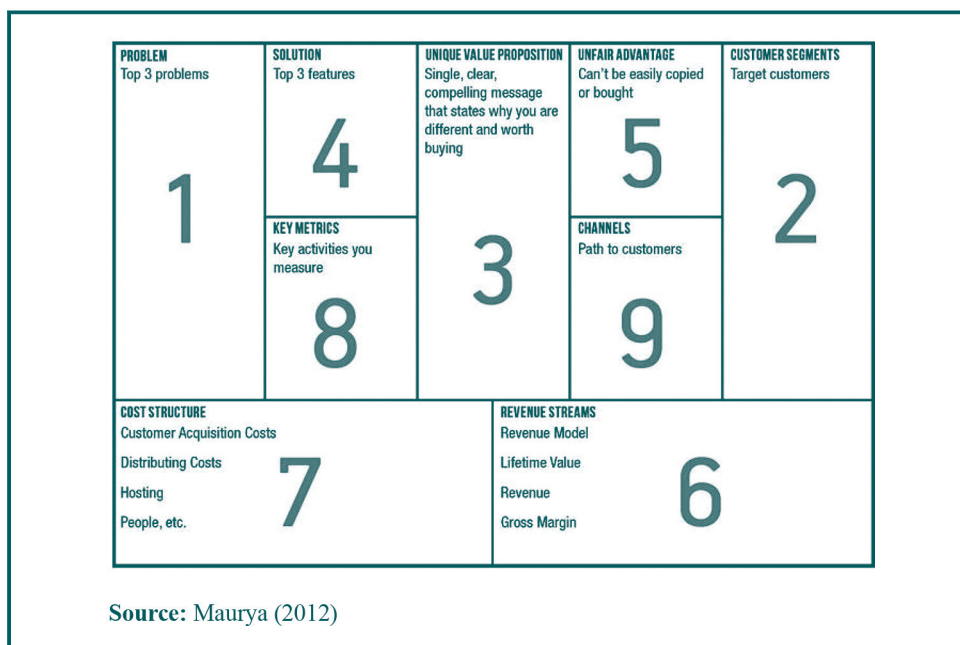 PROBLEM
Top 3 problems
1
SOLUTION
Top 3 features
4
KEY METRICS
Key activities you
measure
8
UNIQUE VALUE PROPOSITION
Single, clear,
compelling message
that states why you are
different and worth
buying
3
UNFAIR ADVANTAGE
Can't be easily copied
or bought
5
CHANNELS
Path to customers
9
CUSTOMER SEGMENTS
Target customers
2
COST STRUCTURE
Customer Acquisition Costs
Distributing Costs
Hosting
People, etc.
7
REVENUE STREAMS
Revenue Model
Lifetime Value
Revenue
Gross Margin
6
Source: Maurya (2012)